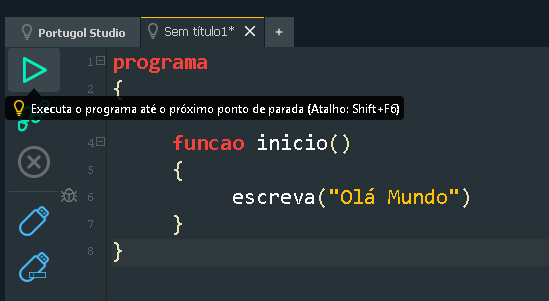 Portugol Studio
Sem título1*
+
1 programa
2 {
Executa o programa até o próximo ponto de parada (Atalho: Shift+F6)
4 funcao inicio()
5 {
6 escreva("Olá Mundo")
7 }
8 }